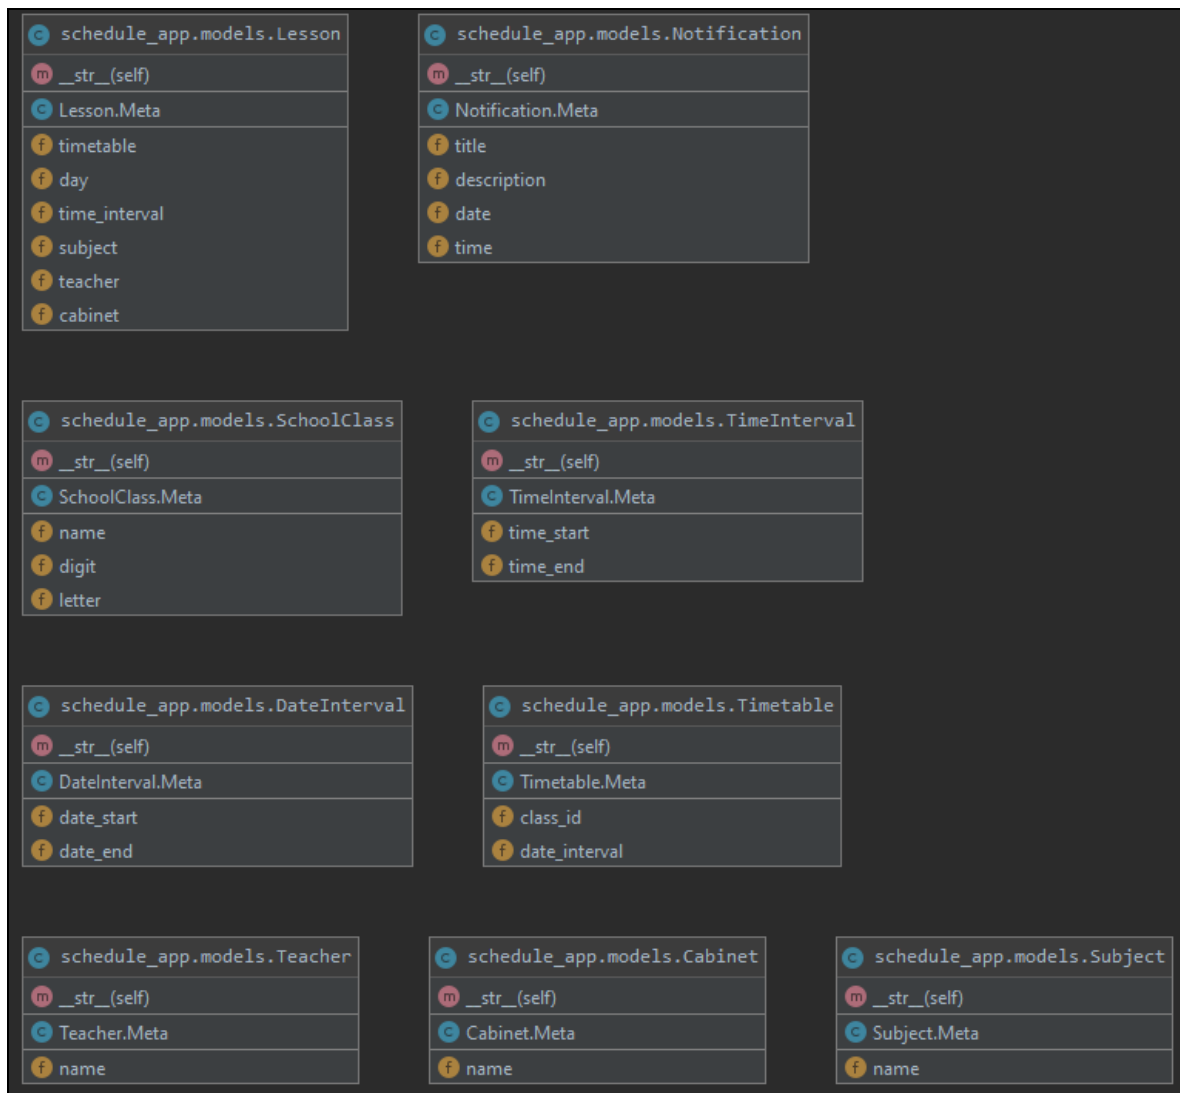 schedule_app.models.Lesson
__str__(self)
Lesson.Meta
timetable
day
time_interval
subject
teacher
cabinet
schedule_app.models.Notification
__str__(self)
Notification.Meta
title
description
date
time
schedule_app.models.SchoolClass
__str__(self)
SchoolClass.Meta
name
digit
letter
schedule_app.models.TimeInterval
__str__(self)
TimeInterval.Meta
time_start
time_end
schedule_app.models.DateInterval
__str__(self)
DateInterval.Meta
date_start
date_end
schedule_app.models.Timetable
__str__(self)
Timetable.Meta
class_id
date_interval
schedule_app.models.Teacher
__str__(self)
Teacher.Meta
name
schedule_app.models.Cabinet
__str__(self)
Cabinet.Meta
name
schedule_app.models.Subject
__str__(self)
Subject.Meta
name